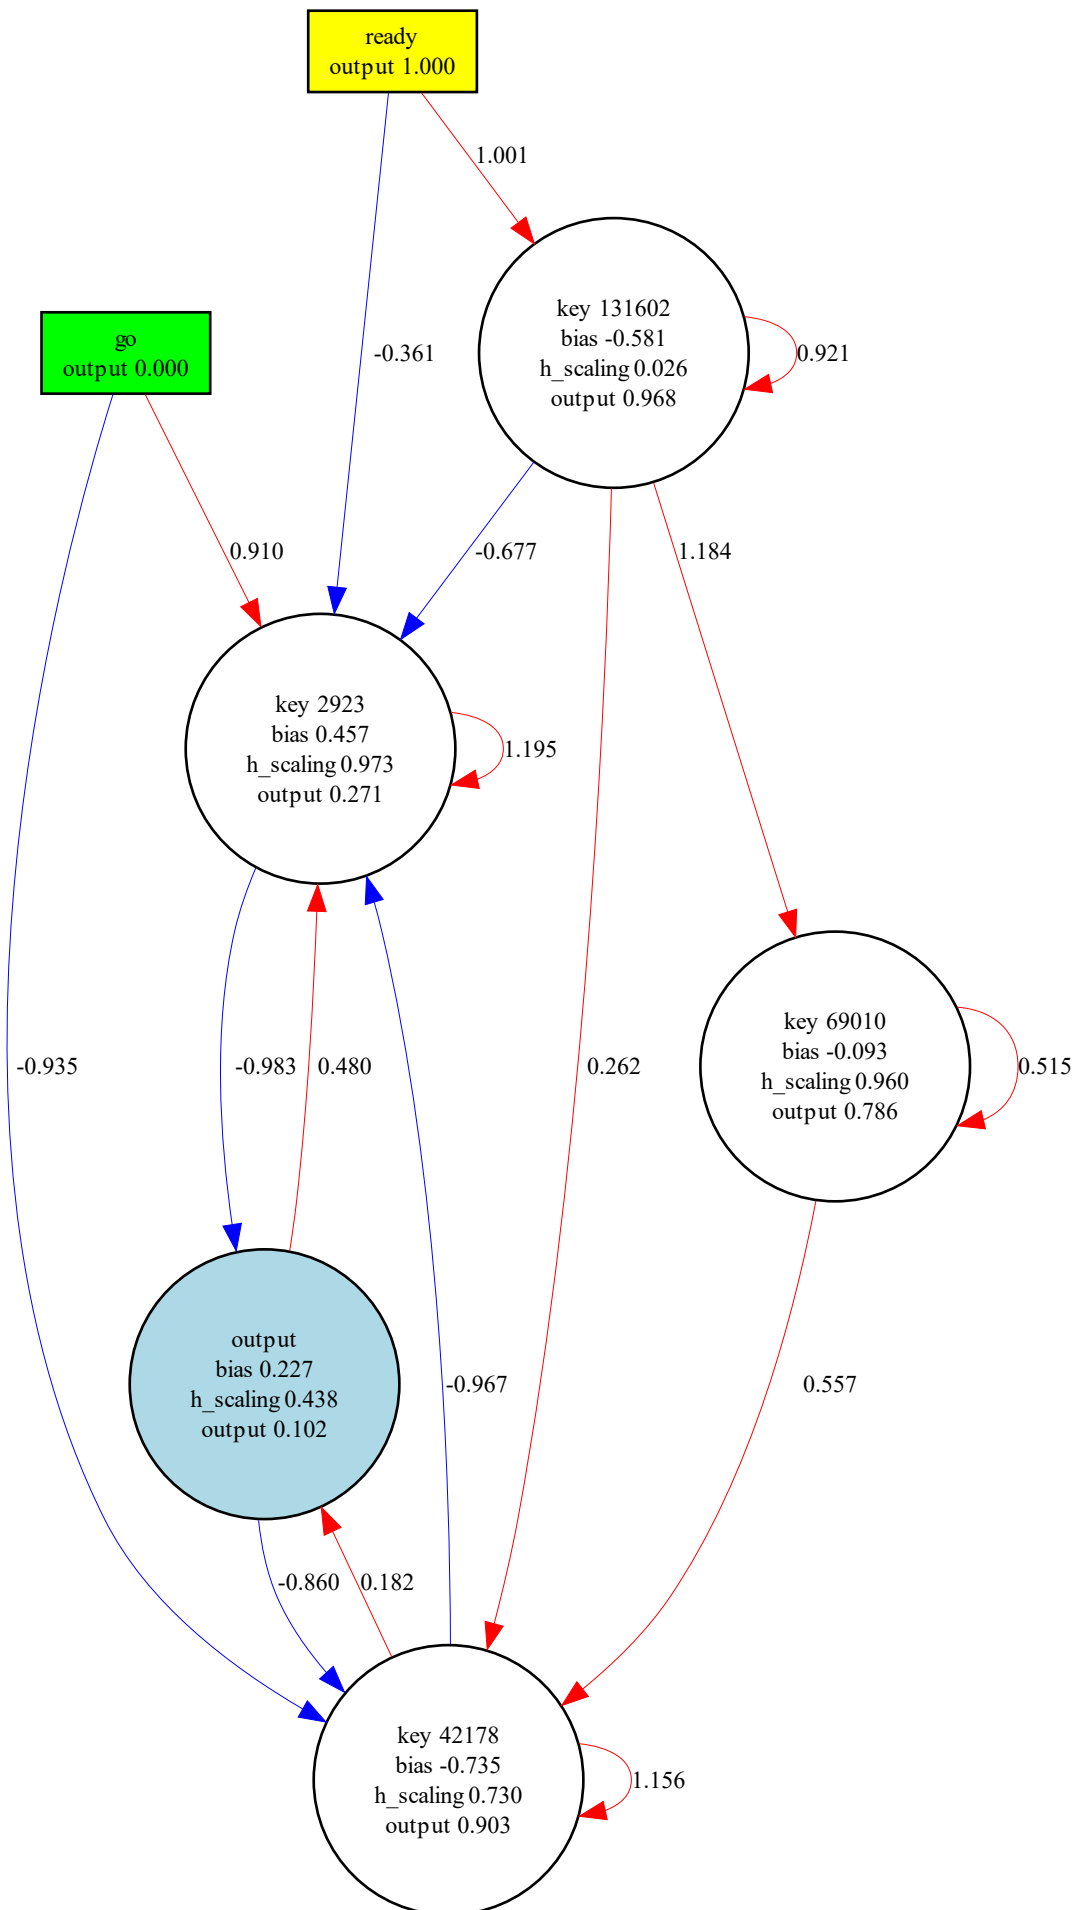 ready
output 1.000
1.001
key 131602
bias -0.581
h_scaling 0.026
output 0.968
0.921
go
output 0.000
-0.361
0.910
-0.677
1.184
key 2923
bias 0.457
h_scaling 0.973
output 0.271
1.195
key 69010
bias -0.093
h_scaling 0.960
output 0.786
0.515
-0.935
-0.983
0.480
0.262
output
bias 0.227
h_scaling 0.438
output 0.102
-0.967
0.557
-0.860
0.182
key 42178
bias -0.735
h_scaling 0.730
output 0.903
1.156